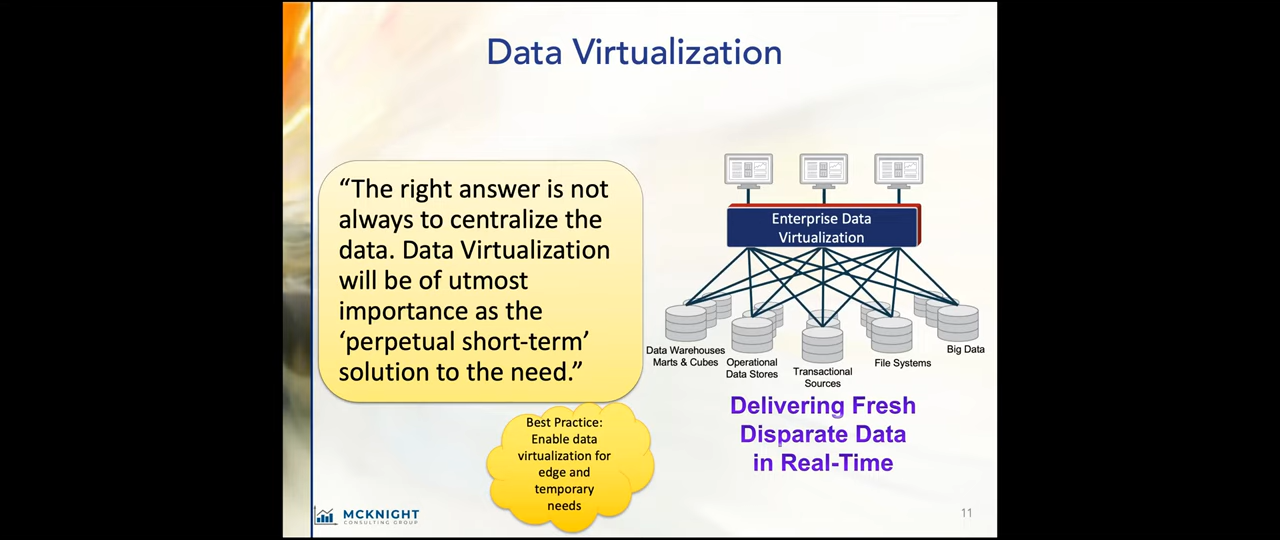 Data Virtualization
“The right answer is not
always to centralize the
data. Data Virtualization
will be of utmost
importance as the
‘perpetual short-term’
solution to the need.”
Best Practice:
Enable data
virtualization for
edge and
temporary
needs
Enterprise Data
Virtualization
Data Warehouses
Marts & Cubes
Operational
Data Stores
Transactional
Sources
File Systems
Big Data
Delivering Fresh
Disparate Data
in Real-Time
MCKNIGHT
CONSULTING GROUP
11